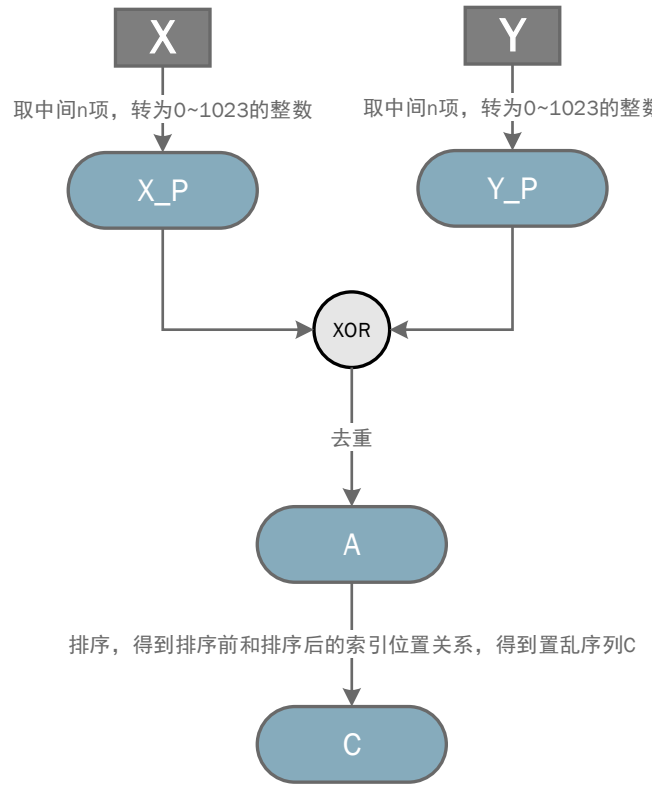 X
Y
取中间n项，转为0~1023的整数
取中间n项，转为0~1023的整数
X_P
Y_P
XOR
去重
A
排序，得到排序前和排序后的索引位置关系，得到置乱序列C
C